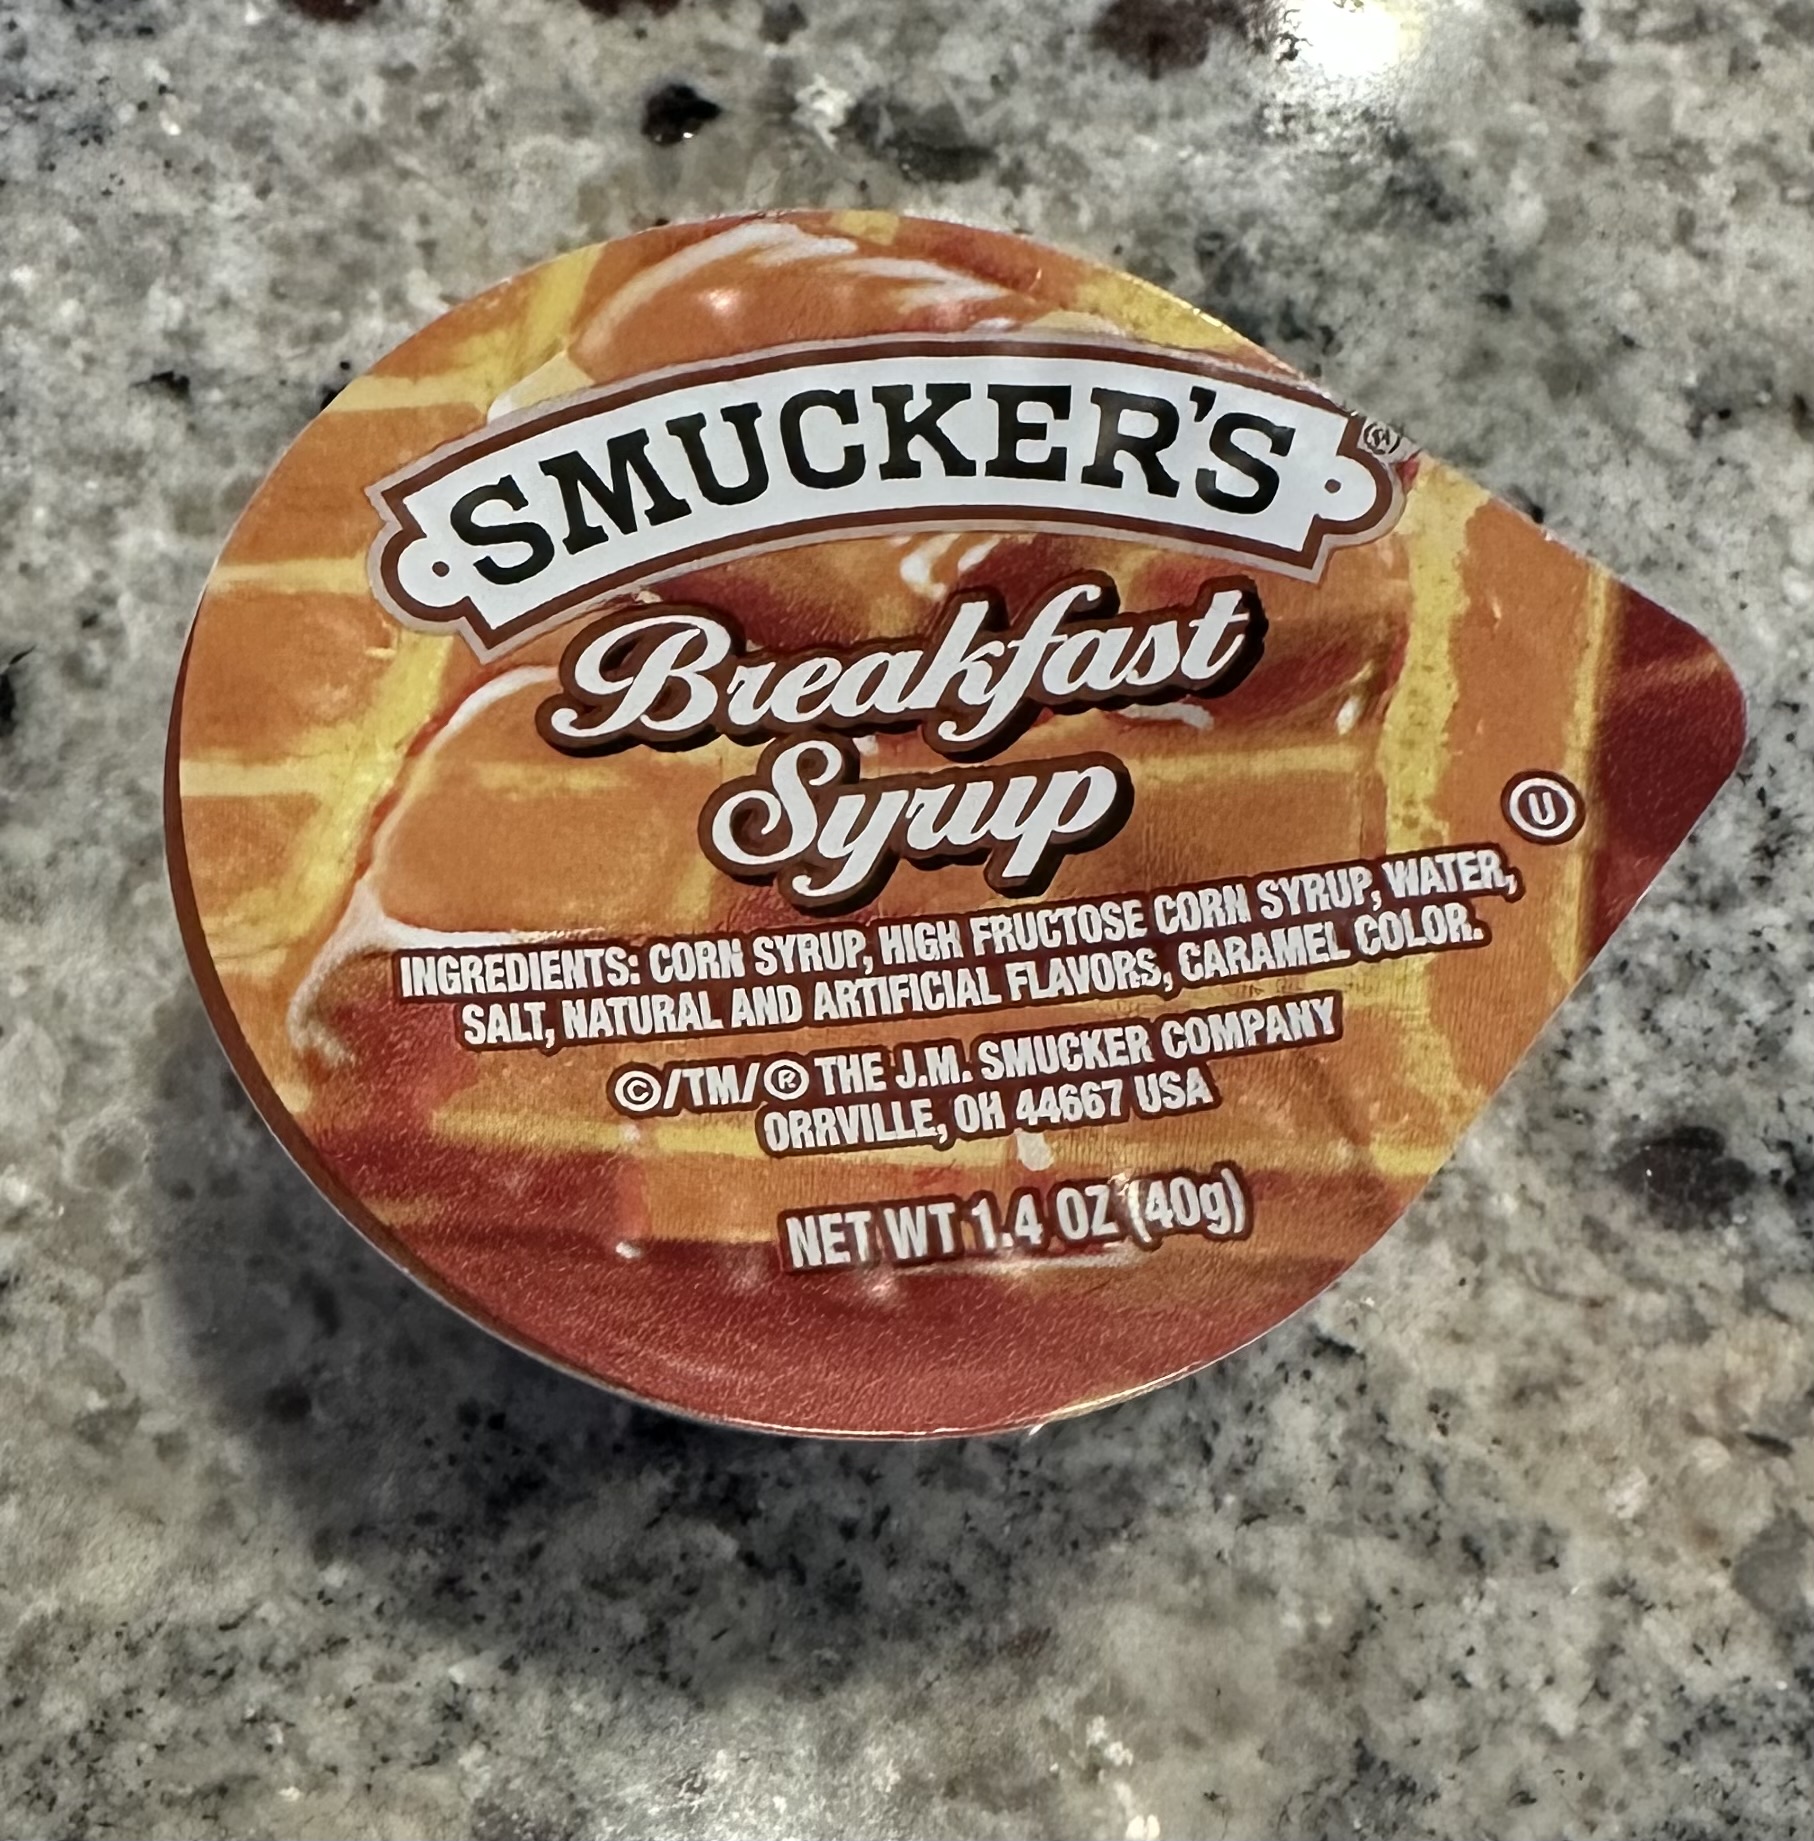 SMUCKER'S®
Breakfast
Syrup
U
INGREDIENTS: CORN SYRUP, HIGH FRUCTOSE CORN SYRUP, WATER,
SALT, NATURAL AND ARTIFICIAL FLAVORS, CARAMEL COLOR.
©/TM/® THE J.M. SMUCKER COMPANY
ORRVILLE, OH 44667 USA
NET WT 1.4 OZ (40g)